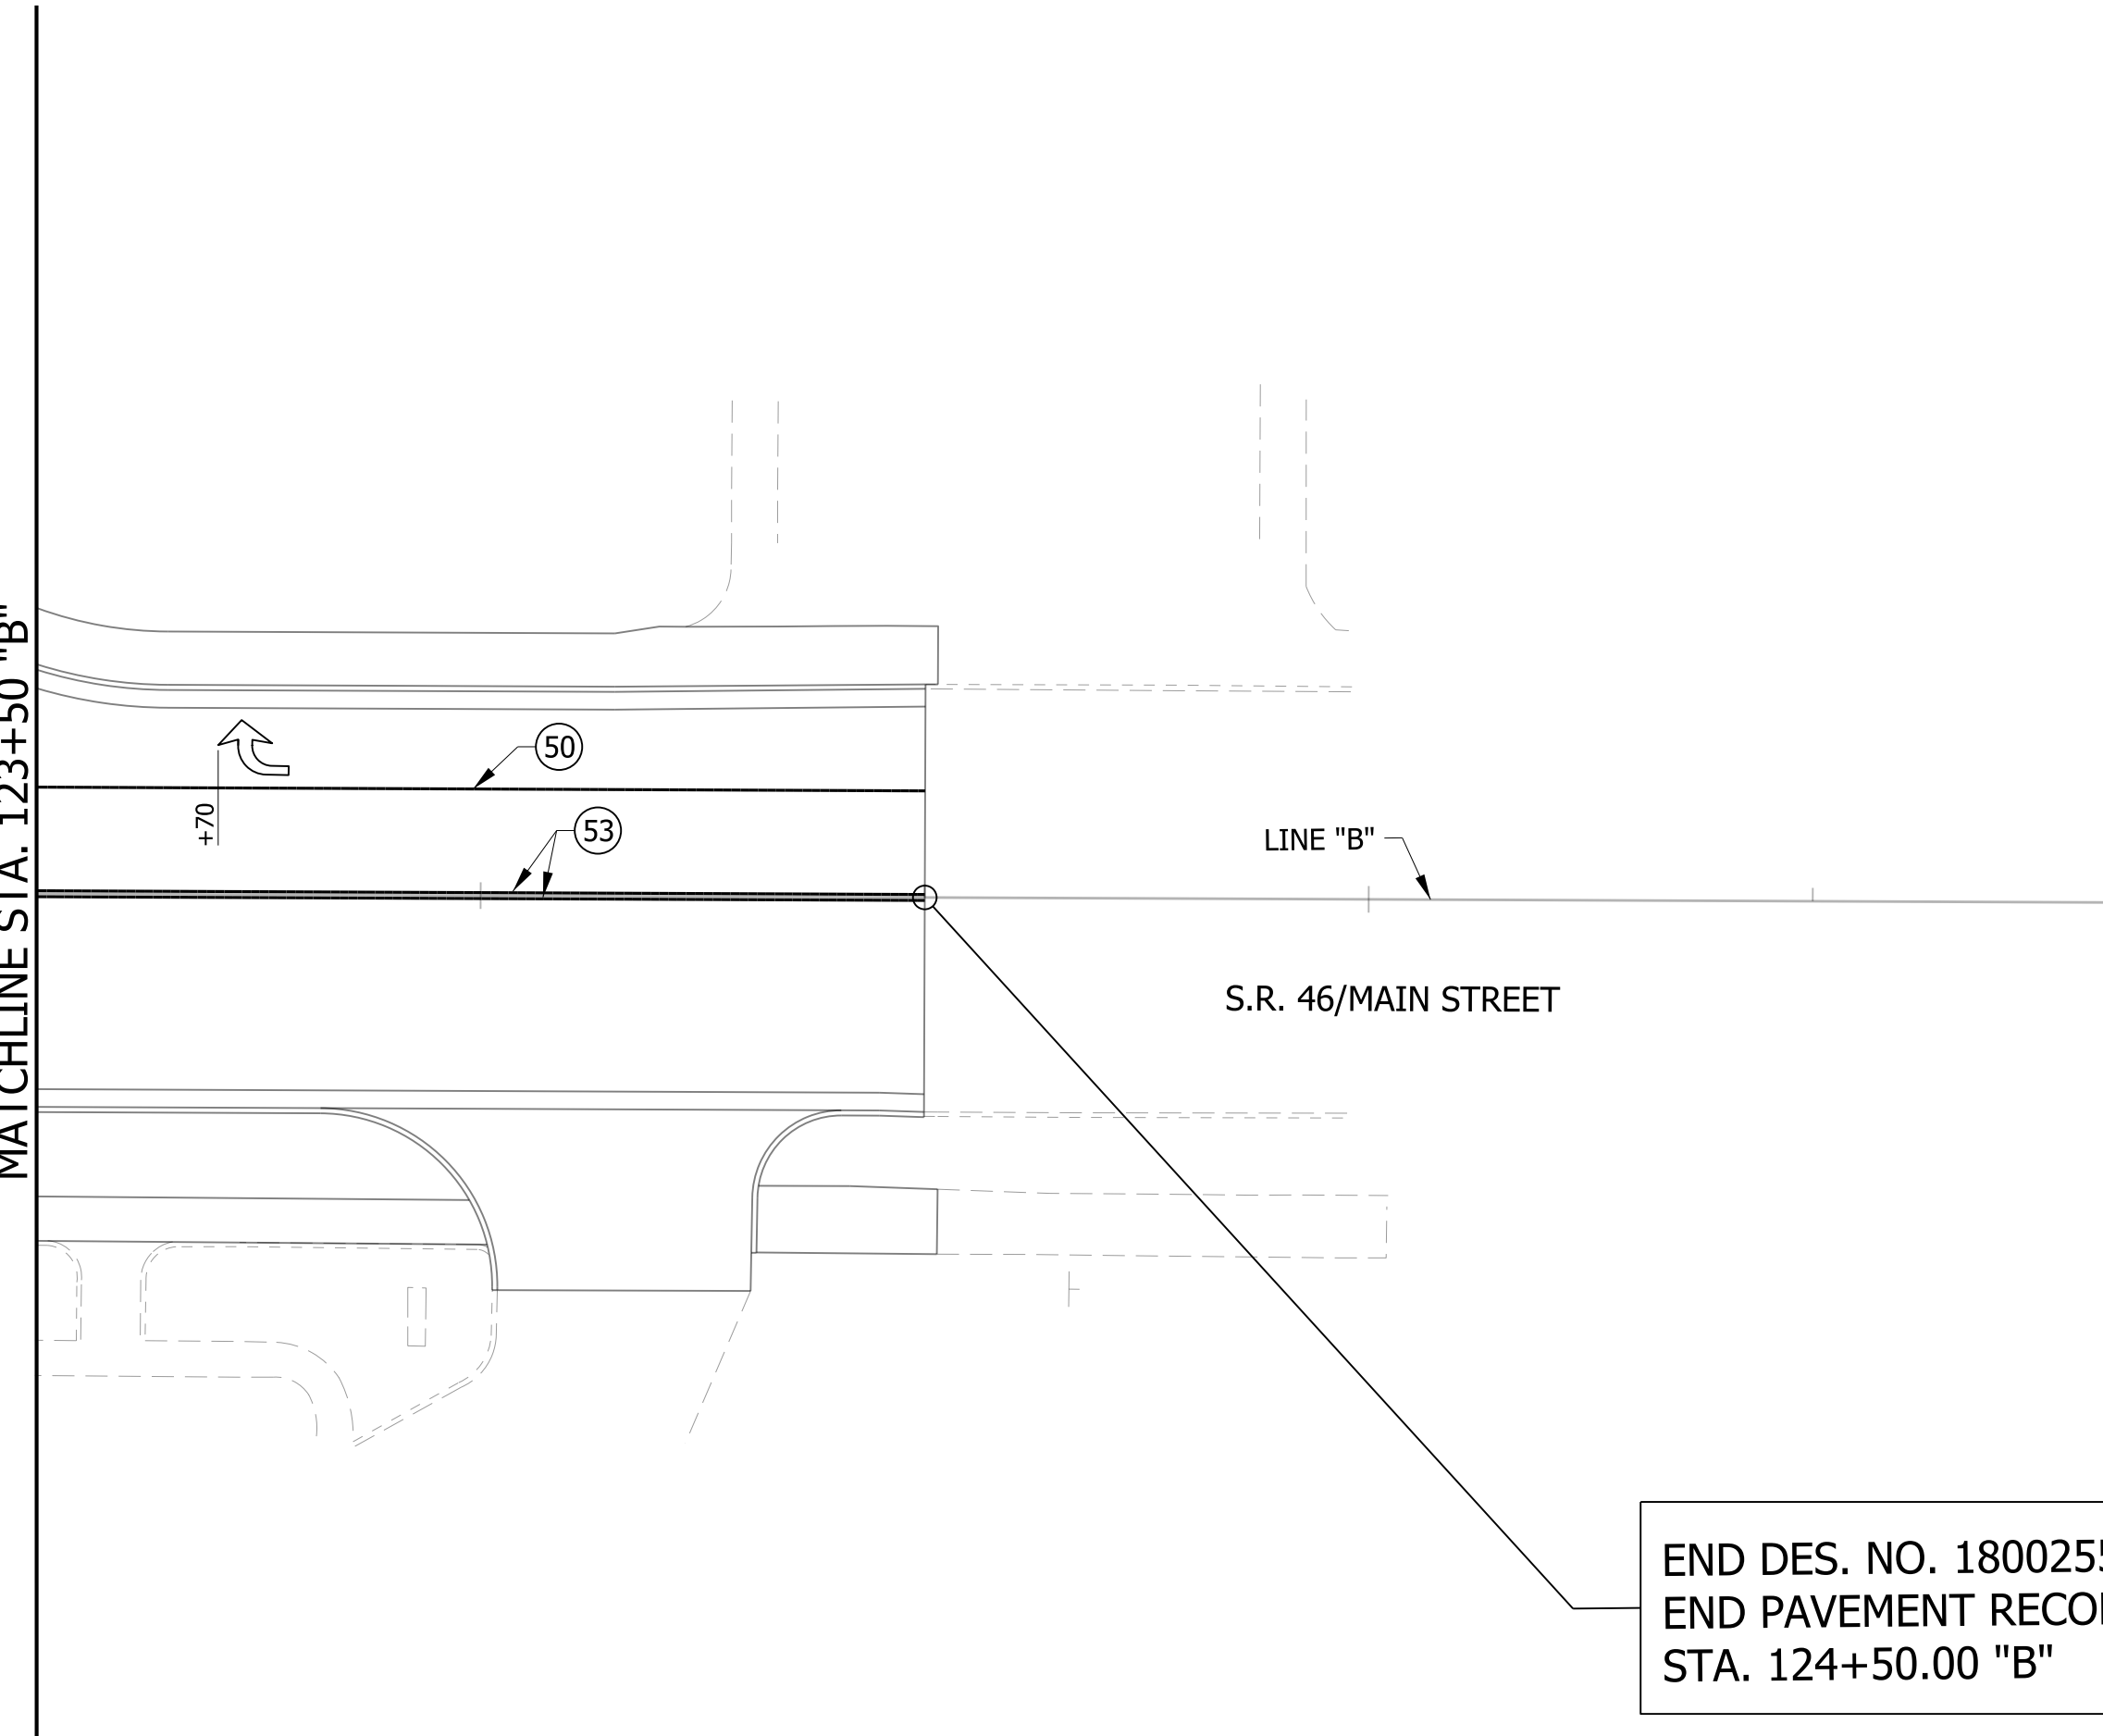 MATCHLINE STA. 123+50 "B"
50
+70
53
LINE "B"
S.R. 46/MAIN STREET
END DES. NO. 180025
END PAVEMENT
STA. 124+50.00 "B"